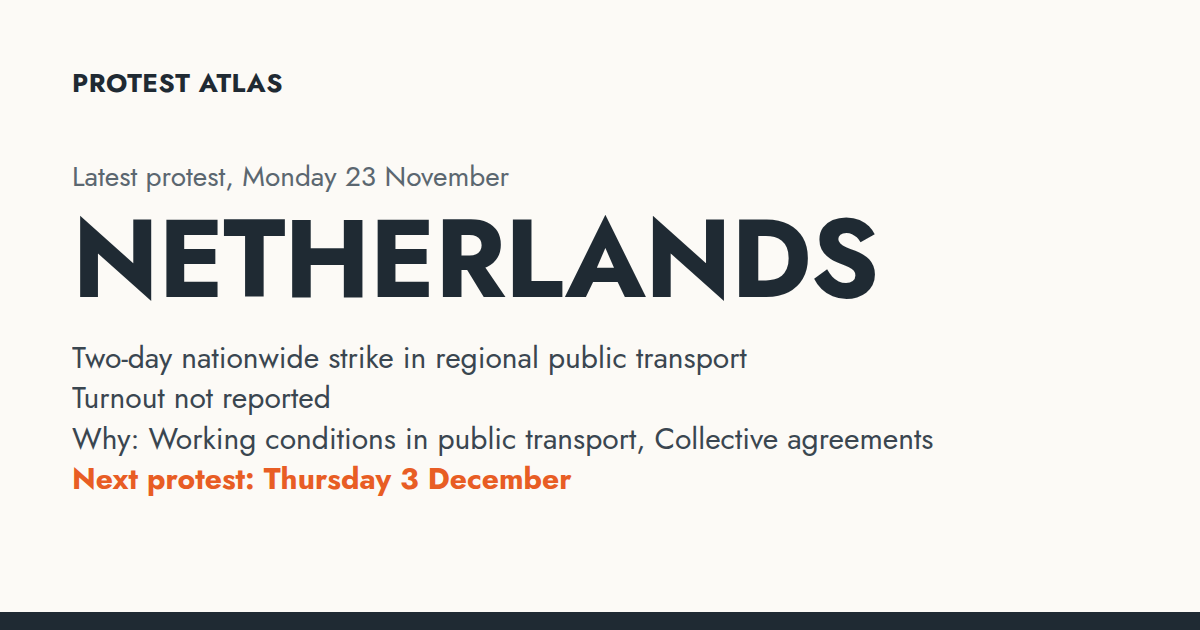 PROTEST ATLAS
Latest protest, Monday 23 November
NETHERLANDS
Two-day nationwide strike in regional public transport
Turnout not reported
Why: Working conditions in public transport, Collective agreements
Next protest: Thursday 3 December